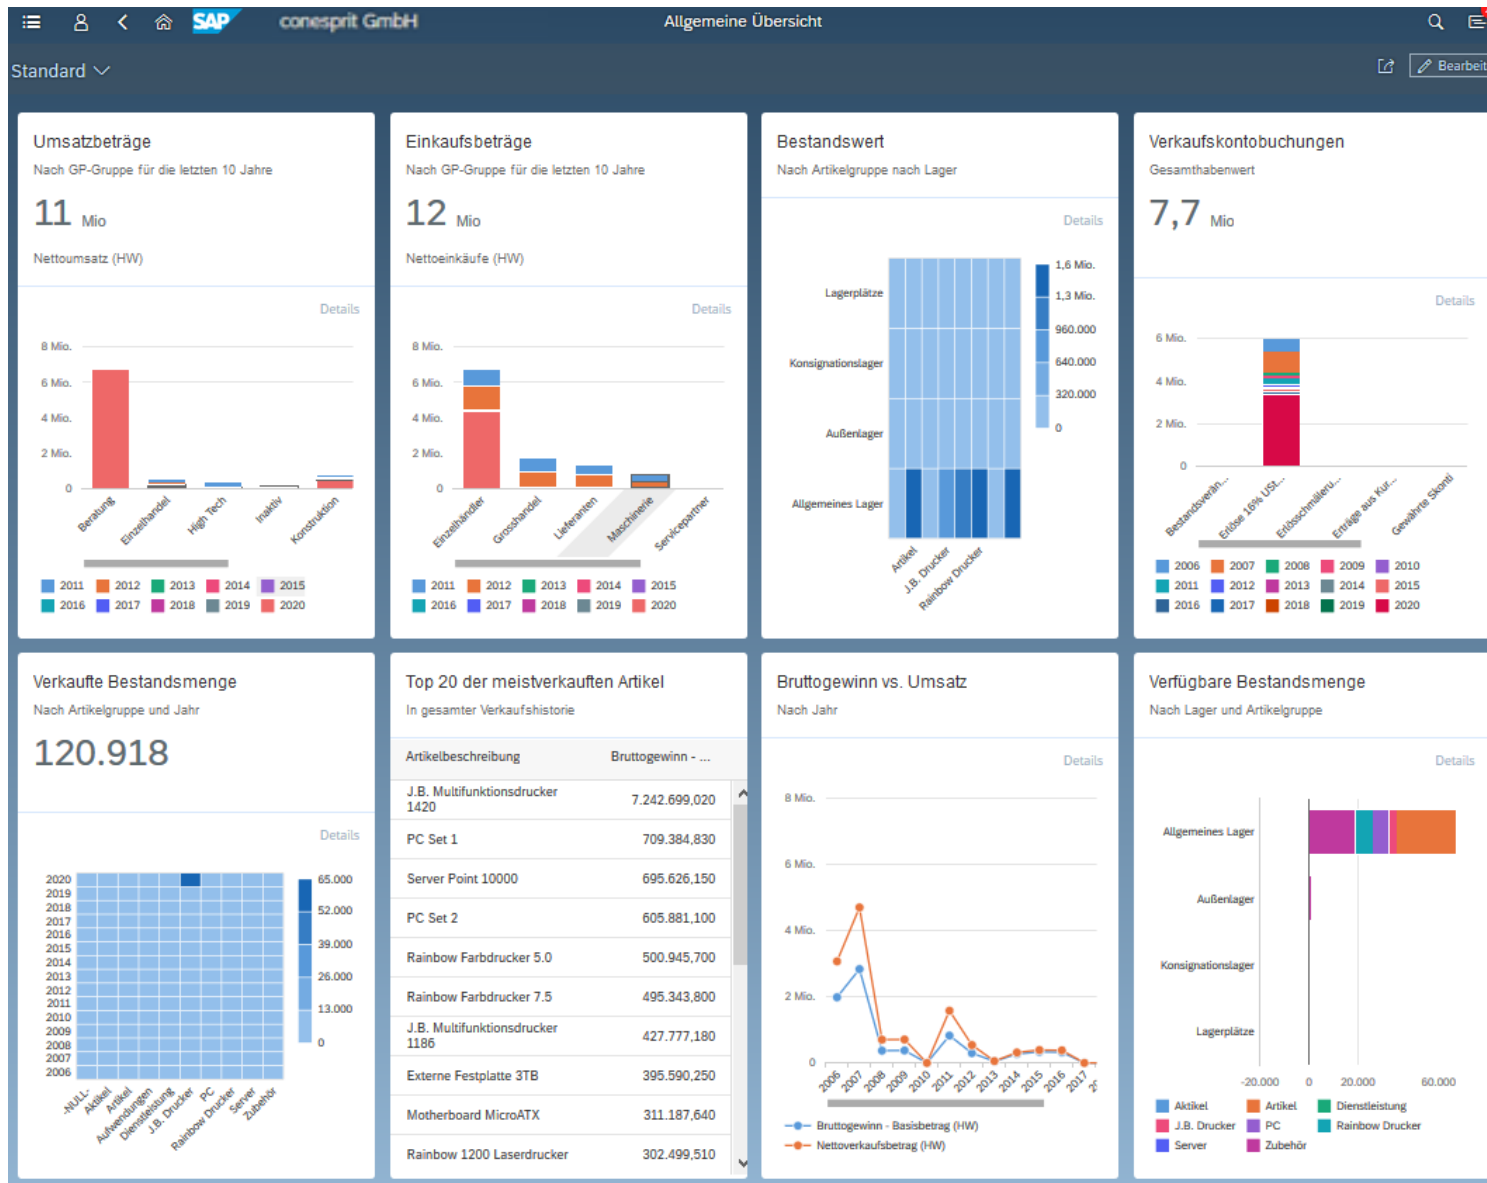 SAP
conesprit GmbH
Allgemeine Übersicht
Standard
Bearbeit
Umsatzbeträge
Nach GP-Gruppe für die letzten 10 Jahre
11 Mio
Nettoumsatz (HW)
Details
8 Mio.
6 Mio.
4 Mio.
2 Mio.
0
Beratung
Einzelhandel
High Tech
Inaktiv
Konstruktion
2011 2012 2013 2014 2015
2016 2017 2018 2019 2020
Einkaufsbeträge
Nach GP-Gruppe für die letzten 10 Jahre
12 Mio
Nettoeinkäufe (HW)
Details
8 Mio.
6 Mio.
4 Mio.
2 Mio.
0
Einzelhändler
Grosshandel
Lieferanten
Maschinerie
Servicepartner
2011 2012 2013 2014 2015
2016 2017 2018 2019 2020
Bestandswert
Nach Artikelgruppe nach Lager
Details
Lagerplätze
Konsignationslager
Außenlager
Allgemeines Lager
Artikel
J.B. Drucker
Rainbow Drucker
1,6 Mio.
1,3 Mio.
960.000
640.000
320.000
0
Verkaufskontobuchungen
Gesamthabenwert
7,7 Mio
Details
6 Mio.
4 Mio.
2 Mio.
0
Bestandsverän...
Erlöse 16% USt...
Erlösschmäleru...
Erträge aus Kur...
Gewährte Skonti
2006 2007 2008 2009 2010
2011 2012 2013 2014 2015
2016 2017 2018 2019 2020
Verkaufte Bestandsmenge
Nach Artikelgruppe und Jahr
120.918
Details
2020
2019
2018
2017
2016
2015
2014
2013
2012
2011
2010
2009
2008
2007
2006
-NULL-
Aktikel
Artikel
Aufwendungen
Dienstleistung
J.B. Drucker
PC
Rainbow Drucker
Server
Zubehör
65.000
52.000
39.000
26.000
13.000
0
Top 20 der meistverkauften Artikel
In gesamter Verkaufshistorie
Artikelbeschreibung Bruttogewinn - ...
J.B. Multifunktionsdrucker
1420 7.242.699,020
PC Set 1 709.384,830
Server Point 10000 695.626,150
PC Set 2 605.881,100
Rainbow Farbdrucker 5.0 500.945,700
Rainbow Farbdrucker 7.5 495.343,800
J.B. Multifunktionsdrucker
1186 427.777,180
Externe Festplatte 3TB 395.590,250
Motherboard MicroATX 311.187,640
Rainbow 1200 Laserdrucker 302.499,510
Bruttogewinn vs. Umsatz
Nach Jahr
Details
8 Mio.
6 Mio.
4 Mio.
2 Mio.
0
2006 2007 2008 2009 2010 2011 2012 2013 2014 2015 2016 2017
Bruttogewinn - Basisbetrag (HW)
Nettoverkaufsbetrag (HW)
Verfügbare Bestandsmenge
Nach Lager und Artikelgruppe
Details
Allgemeines Lager
Außenlager
Konsignationslager
Lagerplätze
-20.000 0 20.000 60.000
Aktikel Artikel Dienstleistung
J.B. Drucker PC Rainbow Drucker
Server Zubehör